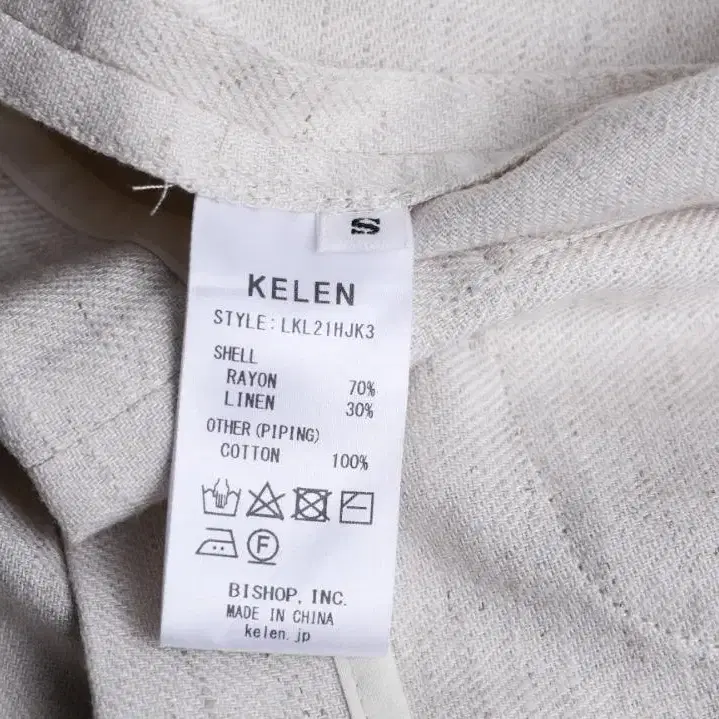 S
KELEN
STYLE:LKL21HJK3
SHELL
RAYON 70%
LINEN 30%
OTHER(PIPING)
COTTON 100%
F
BISHOP, INC.
MADE IN CHINA
kelen.jp